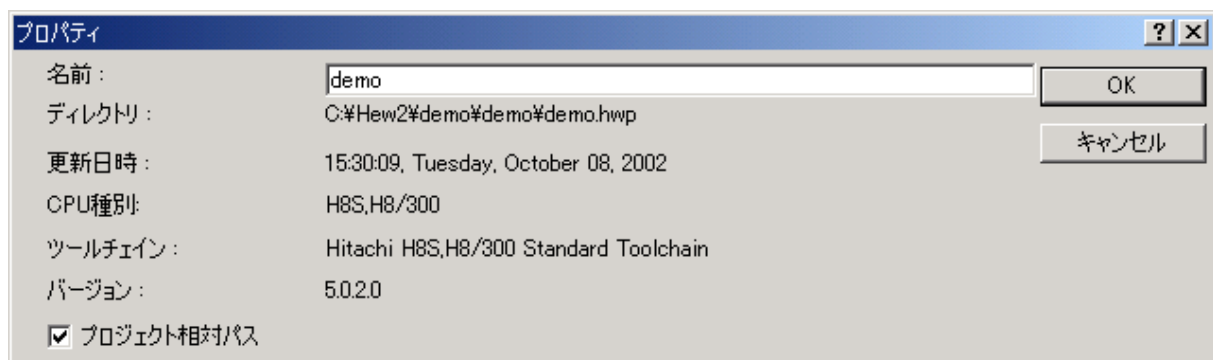 プロパティ
名前： demo OK
ディレクトリ： C:¥Hew2¥demo¥demo¥demo.hwp
キャンセル
更新日時： 15:30:09, Tuesday, October 08, 2002
CPU種別: H8S,H8/300
ツールチェイン： Hitachi H8S,H8/300 Standard Toolchain
バージョン： 5.0.2.0
プロジェクト相対パス